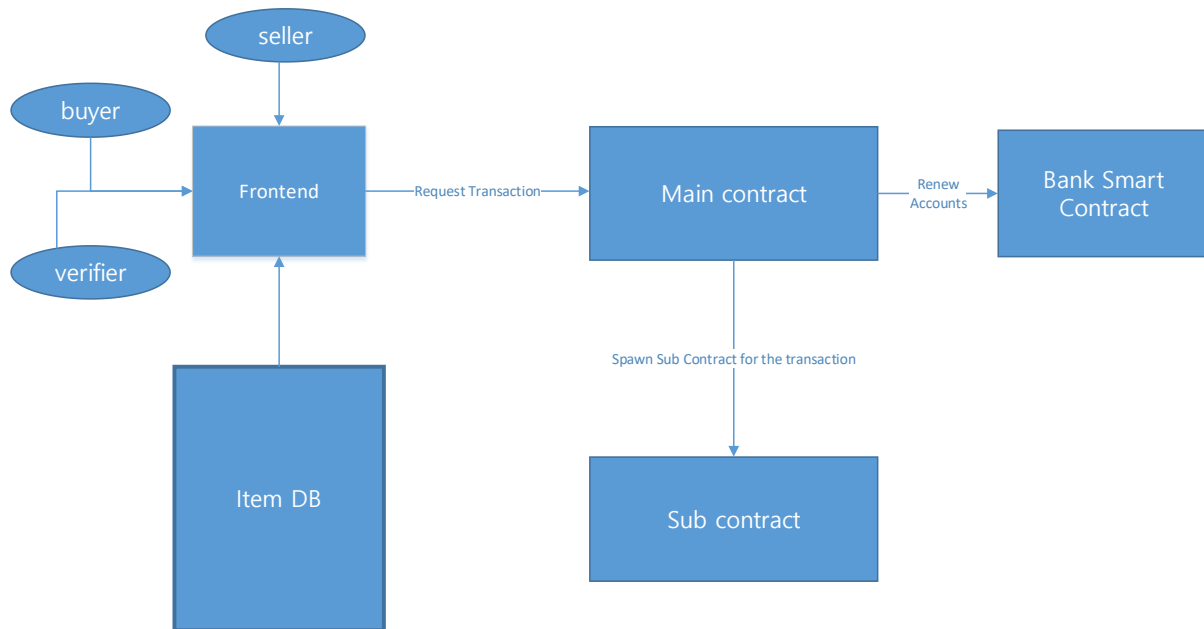 seller
buyer
Frontend
Request Transaction
Main contract
Renew
Accounts
Bank Smart
Contract
verifier
Spawn Sub Contract for the transaction
Item DB
Sub contract